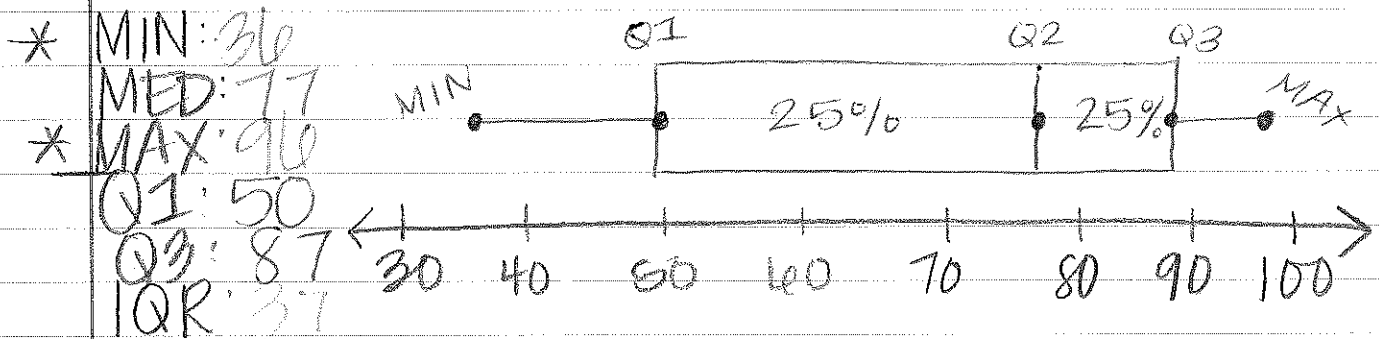 * MIN: 36
MED: 77
* MAX: 96
Q1: 50
Q3: 87
IQR: 37
Q1 Q2 Q3
MIN 25% 25% MAX
30 40 50 60 70 80 90 100